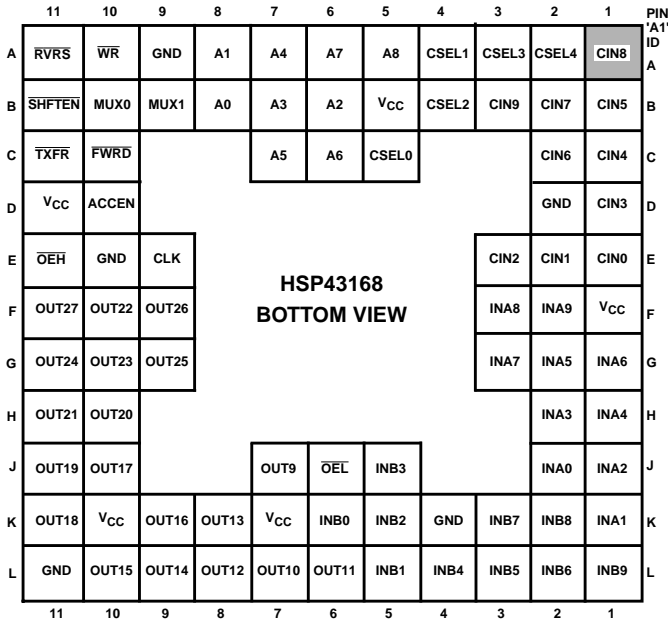 11 10 9 8 7 6 5 4 3 2 1 PIN 'A1' ID
A RVRS WR GND A1 A4 A7 A8 CSEL1 CSEL3 CSEL4 CIN8 A
B SHFTEN MUX0 MUX1 A0 A3 A2 VCC CSEL2 CIN9 CIN7 CIN5 B
C TXFR FWRD A5 A6 CSEL0 CIN6 CIN4 C
D VCC ACCEN GND CIN3 D
E OEH GND CLK CIN2 CIN1 CIN0 E
HSP43168
BOTTOM VIEW
F OUT27 OUT22 OUT26 INA8 INA9 VCC F
G OUT24 OUT23 OUT25 INA7 INA5 INA6 G
H OUT21 OUT20 INA3 INA4 H
J OUT19 OUT17 OUT9 OEL INB3 INA0 INA2 J
K OUT18 VCC OUT16 OUT13 VCC INB0 INB2 GND INB7 INB8 INA1 K
L GND OUT15 OUT14 OUT12 OUT10 OUT11 INB1 INB4 INB5 INB6 INB9 L
11 10 9 8 7 6 5 4 3 2 1